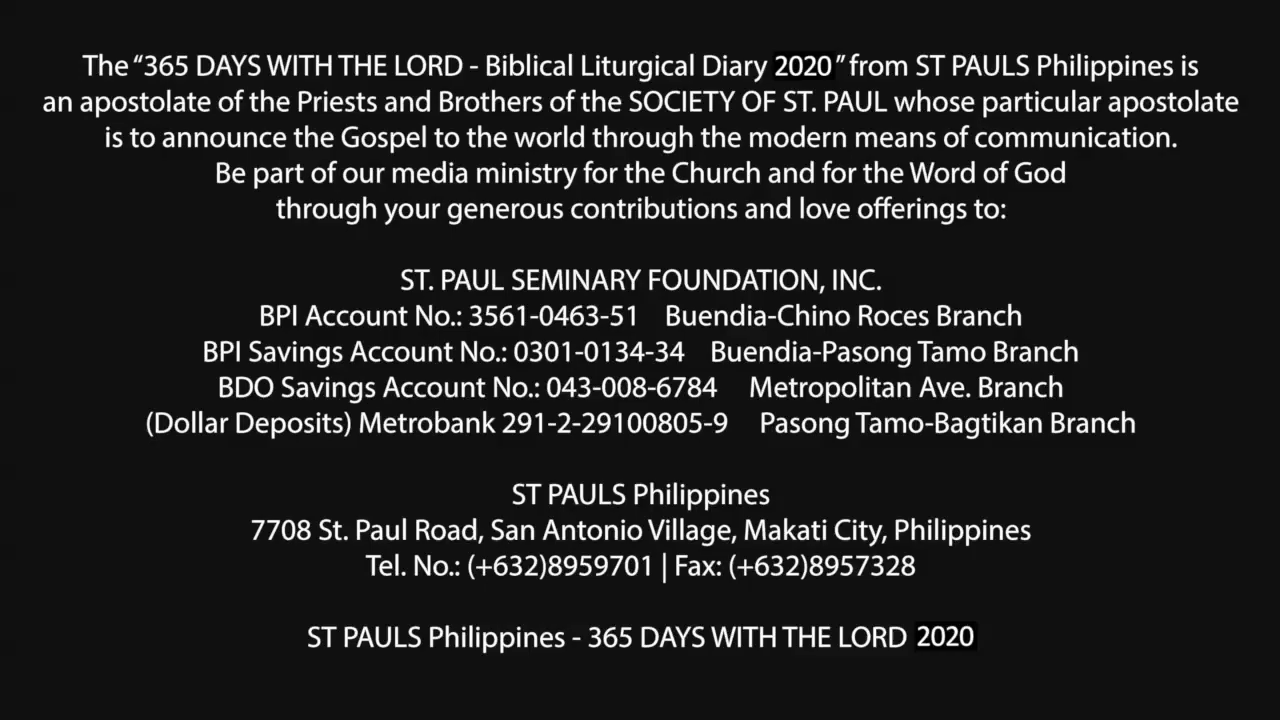 The “365 DAYS WITH THE LORD - Biblical Liturgical Diary 2020” from ST PAULS Philippines is
an apostolate of the Priests and Brothers of the SOCIETY OF ST. PAUL whose particular apostolate
is to announce the Gospel to the world through the modern means of communication.
Be part of our media ministry for the Church and for the Word of God
through your generous contributions and love offerings to:
ST. PAUL SEMINARY FOUNDATION, INC.
BPI Account No.: 3561-0463-51 Buendia-Chino Roces Branch
BPI Savings Account No.: 0301-0134-34 Buendia-Pasong Tamo Branch
BDO Savings Account No.: 043-008-6784 Metropolitan Ave. Branch
(Dollar Deposits) Metrobank 291-2-29100805-9 Pasong Tamo-Bagtikan Branch
ST PAULS Philippines
7708 St. Paul Road, San Antonio Village, Makati City, Philippines
Tel. No.: (+632)8959701 | Fax: (+632)8957328
ST PAULS Philippines - 365 DAYS WITH THE LORD 2020